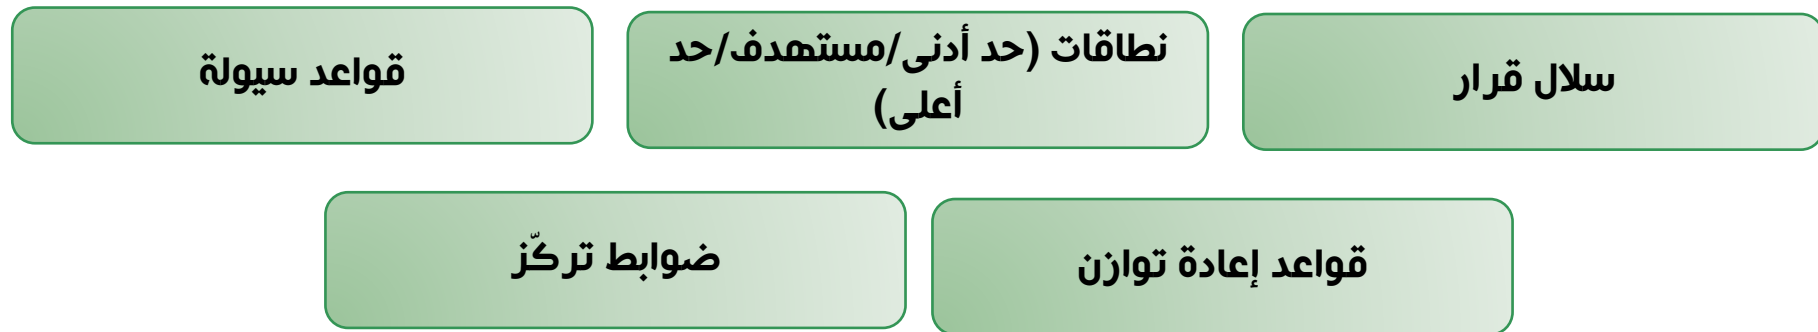 سلال قرار
نطاقات (حد أدنى/مستهدف/حد
أعلى)
قواعد سيولة
قواعد إعادة توازن
ضوابط تركّز